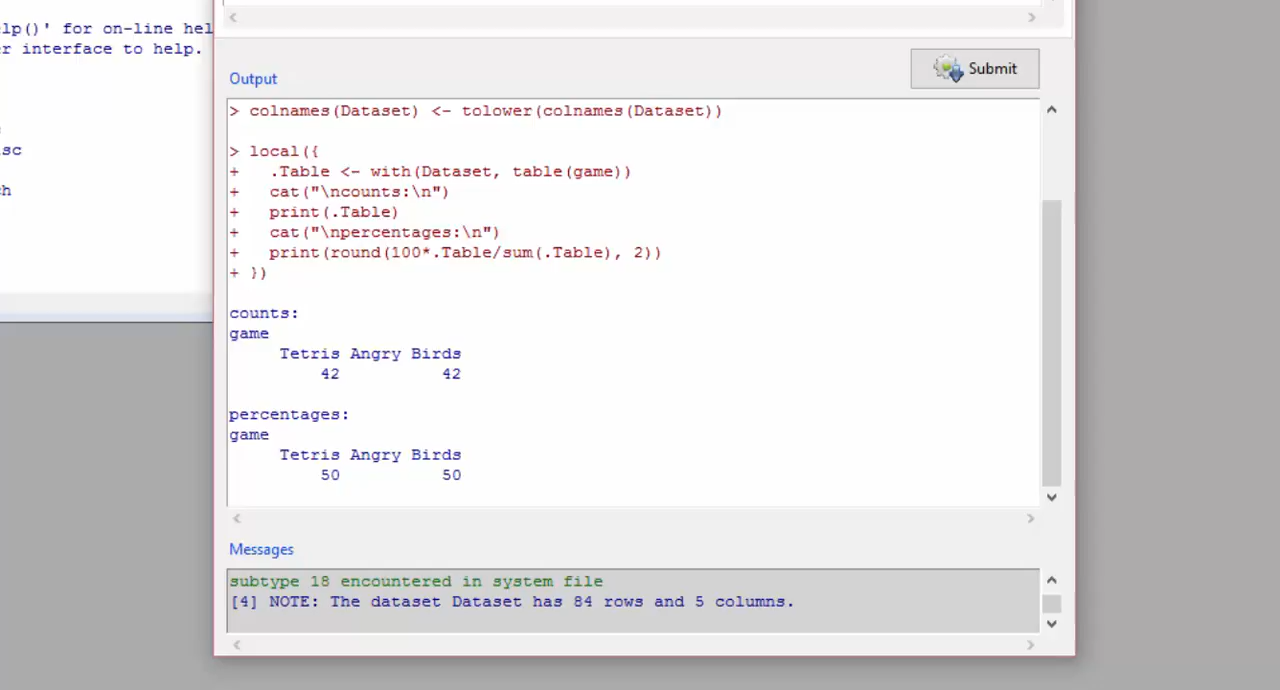 lp()' for on-line hel
r interface to help.
sc
h
Submit
Output
> colnames(Dataset) <- tolower(colnames(Dataset))
> local({
+   .Table <- with(Dataset, table(game))
+   cat("\ncounts:\n")
+   print(.Table)
+   cat("\npercentages:\n")
+   print(round(100*.Table/sum(.Table), 2))
+ })
counts:
game
     Tetris Angry Birds
         42          42
percentages:
game
     Tetris Angry Birds
         50          50
Messages
subtype 18 encountered in system file
[4] NOTE: The dataset Dataset has 84 rows and 5 columns.